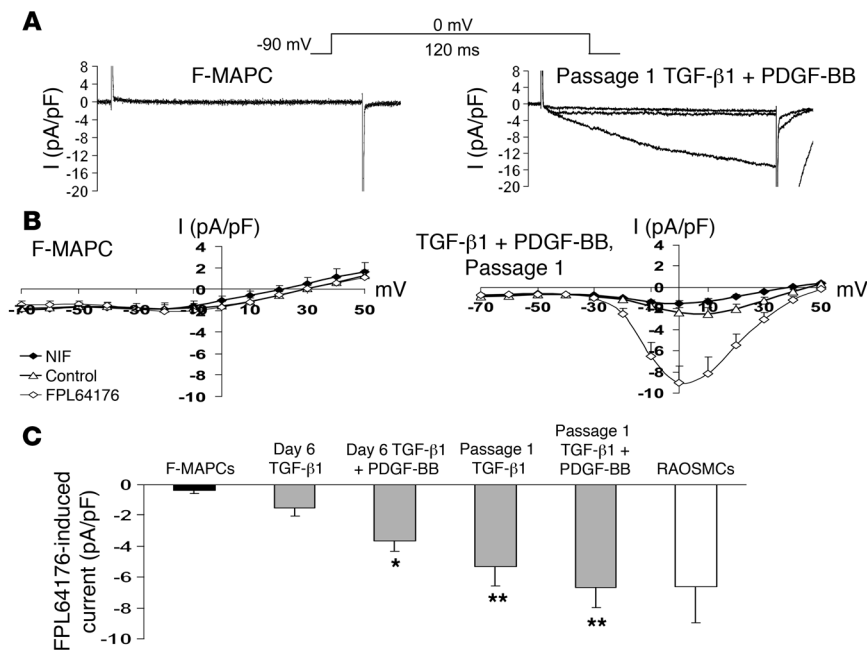 A
0 mV
-90 mV
120 ms
F-MAPC
Passage 1 TGF-β1 + PDGF-BB
I (pA/pF)
8
4
0
-4
-8
-12
-16
-20
I (pA/pF)
8
4
0
-4
-8
-12
-16
-20
B
F-MAPC
I (pA/pF)
4
2
0
-2
-4
-6
-8
-10
-70
-50
-30
-10
10
30
50
mV
NIF
Control
FPL64176
TGF-β1 + PDGF-BB,
Passage 1
I (pA/pF)
4
2
0
-2
-4
-6
-8
-10
-70
-50
-30
-10
10
30
50
C
FPL64176-induced
current (pA/pF)
0
-2
-4
-6
-8
-10
F-MAPCs
Day 6
TGF-β1
Day 6 TGF-β1
+ PDGF-BB
Passage 1
TGF-β1
Passage 1
TGF-β1 +
PDGF-BB
RAOSMCs
*
**
**